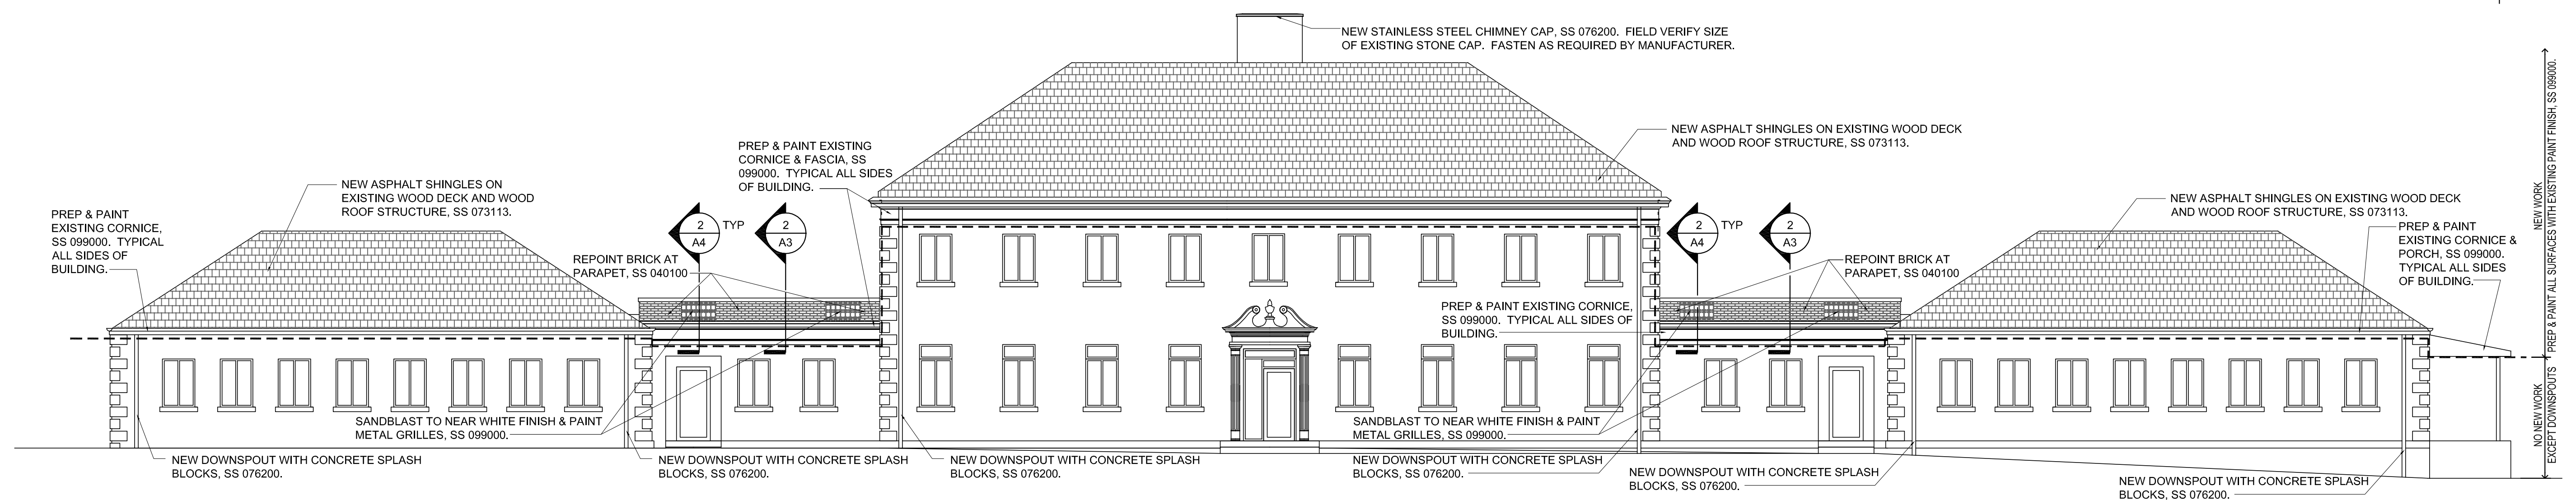 NEW STAINLESS STEEL CHIMNEY CAP, SS 076200.  FIELD VERIFY SIZE
OF EXISTING STONE CAP.  FASTEN AS REQUIRED BY MANUFACTURER.
NEW ASPHALT SHINGLES ON EXISTING WOOD DECK
AND WOOD ROOF STRUCTURE, SS 073113.
PREP & PAINT EXISTING
CORNICE & FASCIA, SS
099000.  TYPICAL ALL SIDES
OF BUILDING.
NEW ASPHALT SHINGLES ON
EXISTING WOOD DECK AND WOOD
ROOF STRUCTURE, SS 073113.
PREP & PAINT
EXISTING CORNICE,
SS 099000.  TYPICAL
ALL SIDES OF
BUILDING.
2
A4
TYP
2
A3
REPOINT BRICK AT
PARAPET, SS 040100
2
A4
TYP
2
A3
REPOINT BRICK AT
PARAPET, SS 040100
NEW ASPHALT SHINGLES ON EXISTING WOOD DECK
AND WOOD ROOF STRUCTURE, SS 073113.
PREP & PAINT
EXISTING CORNICE &
PORCH, SS 099000.
TYPICAL ALL SIDES
OF BUILDING.
PREP & PAINT EXISTING CORNICE,
SS 099000.  TYPICAL ALL SIDES OF
BUILDING.
SANDBLAST TO NEAR WHITE FINISH & PAINT
METAL GRILLES, SS 099000.
SANDBLAST TO NEAR WHITE FINISH & PAINT
METAL GRILLES, SS 099000.
NEW DOWNSPOUT WITH CONCRETE SPLASH
BLOCKS, SS 076200.
NEW DOWNSPOUT WITH CONCRETE SPLASH
BLOCKS, SS 076200.
NEW DOWNSPOUT WITH CONCRETE SPLASH
BLOCKS, SS 076200.
NEW DOWNSPOUT WITH CONCRETE SPLASH
BLOCKS, SS 076200.
NEW DOWNSPOUT WITH CONCRETE SPLASH
BLOCKS, SS 076200.
NEW DOWNSPOUT WITH CONCRETE SPLASH
BLOCKS, SS 076200.
NEW WORK
PREP & PAINT ALL SURFACES WITH EXISTING PAINT FINISH, SS 099000.
NO NEW WORK
EXCEPT DOWNSPOUTS